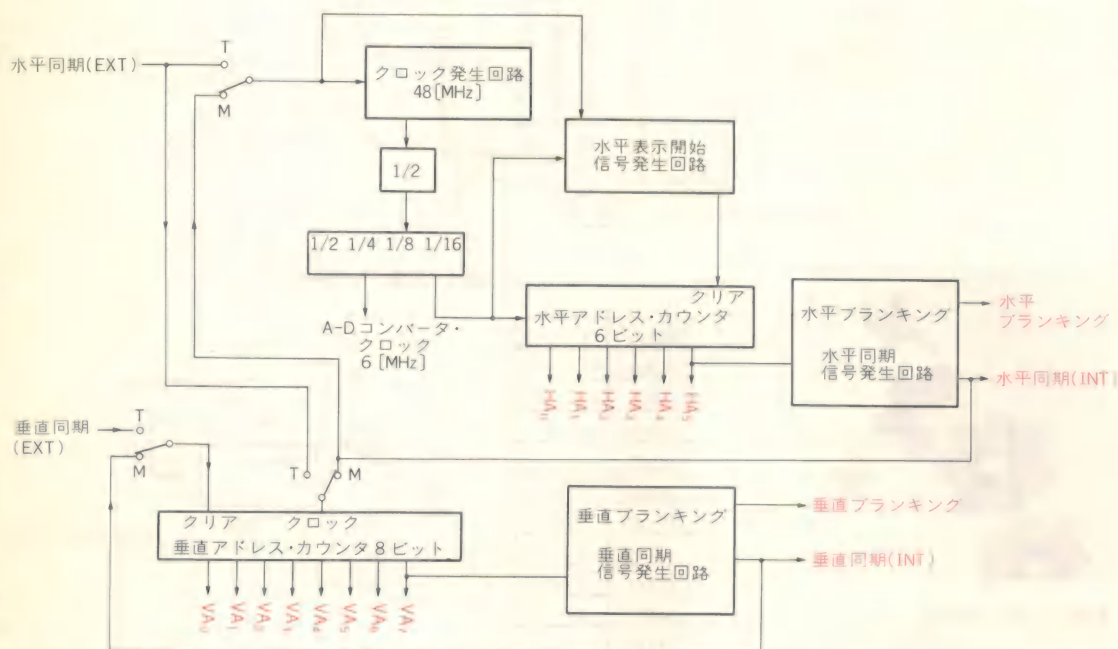 水平同期(EXT)
T
M
クロック発生回路
48[MHz]
1/2
1/2 1/4 1/8 1/16
A-Dコンバータ・
クロック
6[MHz]
水平表示開始
信号発生回路
クリア
水平アドレス・カウンタ
6ビット
HA₀ HA₁ HA₂ HA₃ HA₄ HA₅
水平ブランキング
水平同期
信号発生回路
水平
ブランキング
水平同期(INT)
垂直同期
(EXT)
T
M
T
M
クリア クロック
垂直アドレス・カウンタ8ビット
VA₀ VA₁ VA₂ VA₃ VA₄ VA₅ VA₆ VA₇
垂直ブランキング
垂直同期
信号発生回路
垂直ブランキング
垂直同期(INT)